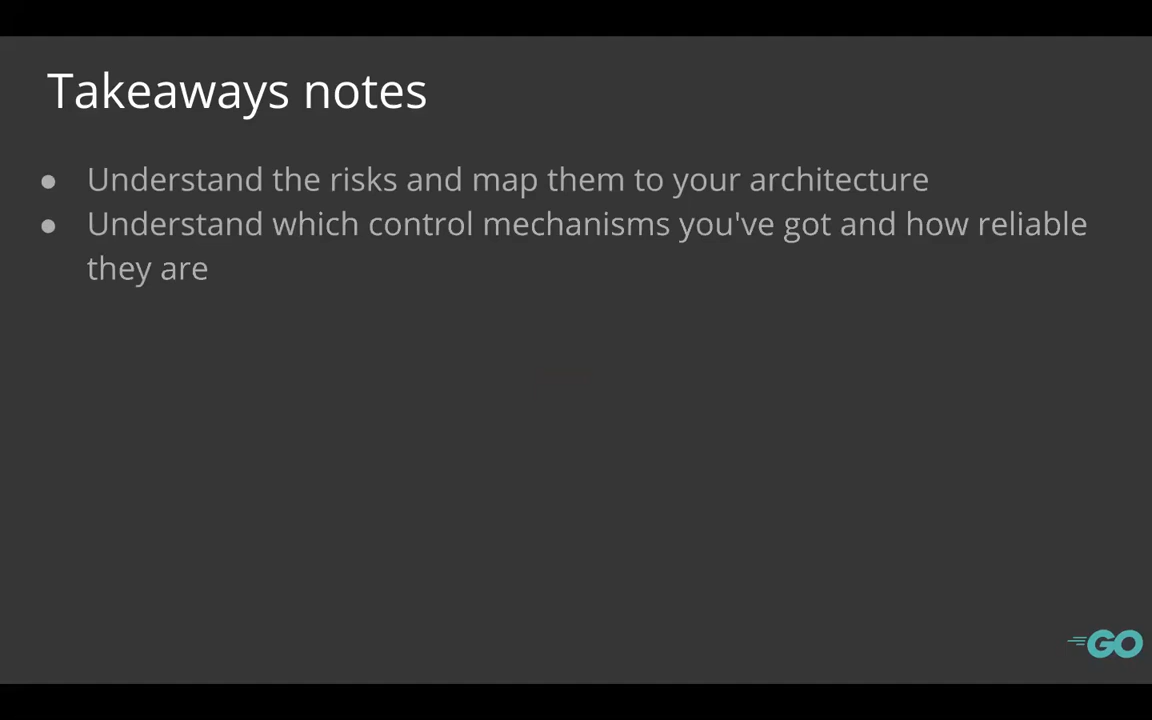 Takeaways notes
● Understand the risks and map them to your architecture
● Understand which control mechanisms you've got and how reliable
they are
GO